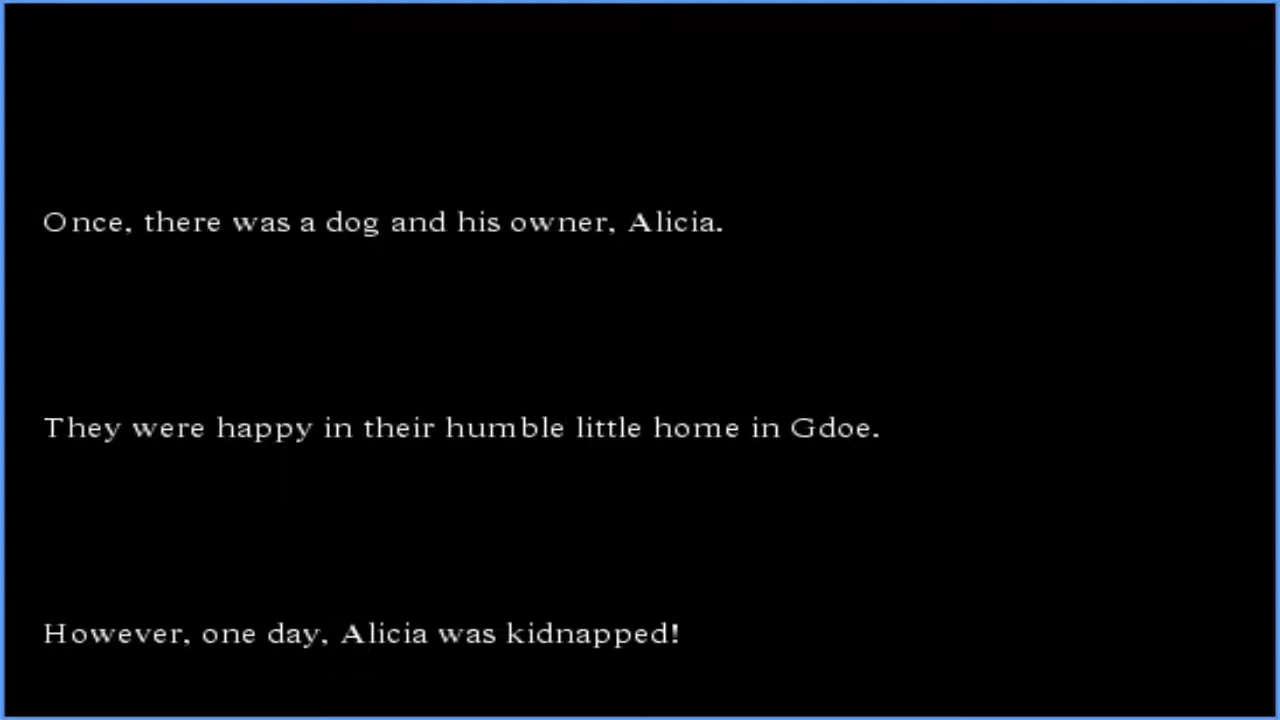 Once, there was a dog and his owner, Alicia.
They were happy in their humble little home in Gdoe.
However, one day, Alicia was kidnapped!